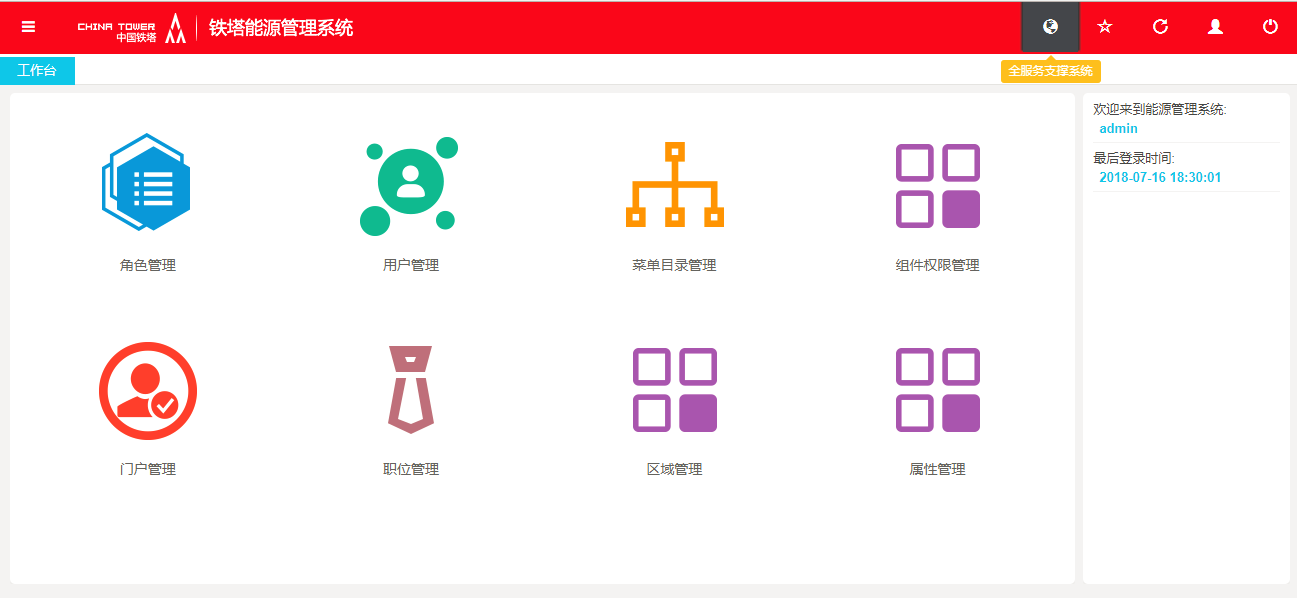 CHINA TOWER
中国铁塔
铁塔能源管理系统
工作台
全服务支撑系统
角色管理
用户管理
菜单目录管理
组件权限管理
门户管理
职位管理
区域管理
属性管理
欢迎来到能源管理系统:
admin
最后登录时间:
2018-07-16 18:30:01